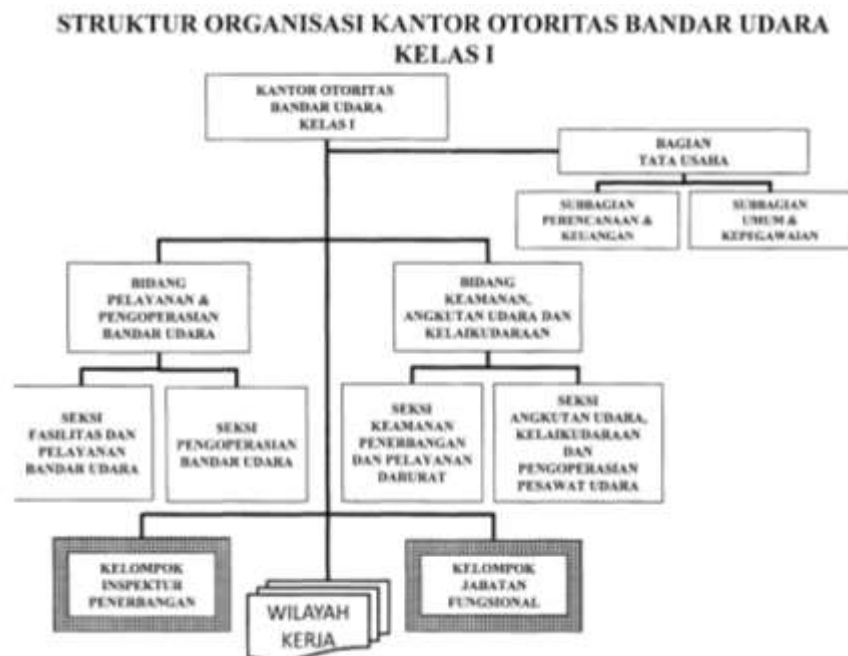 STRUKTUR ORGANISASI KANTOR OTORITAS BANDAR UDARA
KELAS I
KANTOR OTORITAS
BANDAR UDARA
KELAS I
BAGIAN
TATA USAHA
SUBBAGIAN
PERENCANAAN &
KEUANGAN
SUBBAGIAN
UMUM &
KEPEGAWAIAN
BIDANG
PELAYANAN &
PENGOPERASIAN
BANDAR UDARA
BIDANG
KEAMANAN,
ANGKUTAN UDARA DAN
KELAIKUDARAAN
SEKSI
FASILITAS DAN
PELAYANAN
BANDAR UDARA
SEKSI
PENGOPERASIAN
BANDAR UDARA
SEKSI
KEAMANAN
PENERBANGAN
DAN PELAYANAN
DARURAT
SEKSI
ANGKUTAN UDARA,
KELAIKUDARAAN
DAN
PENGOPERASIAN
PESAWAT UDARA
KELOMPOK
INSPEKTUR
PENERBANGAN
WILAYAH
KERJA
KELOMPOK
JABATAN
FUNGSIONAL